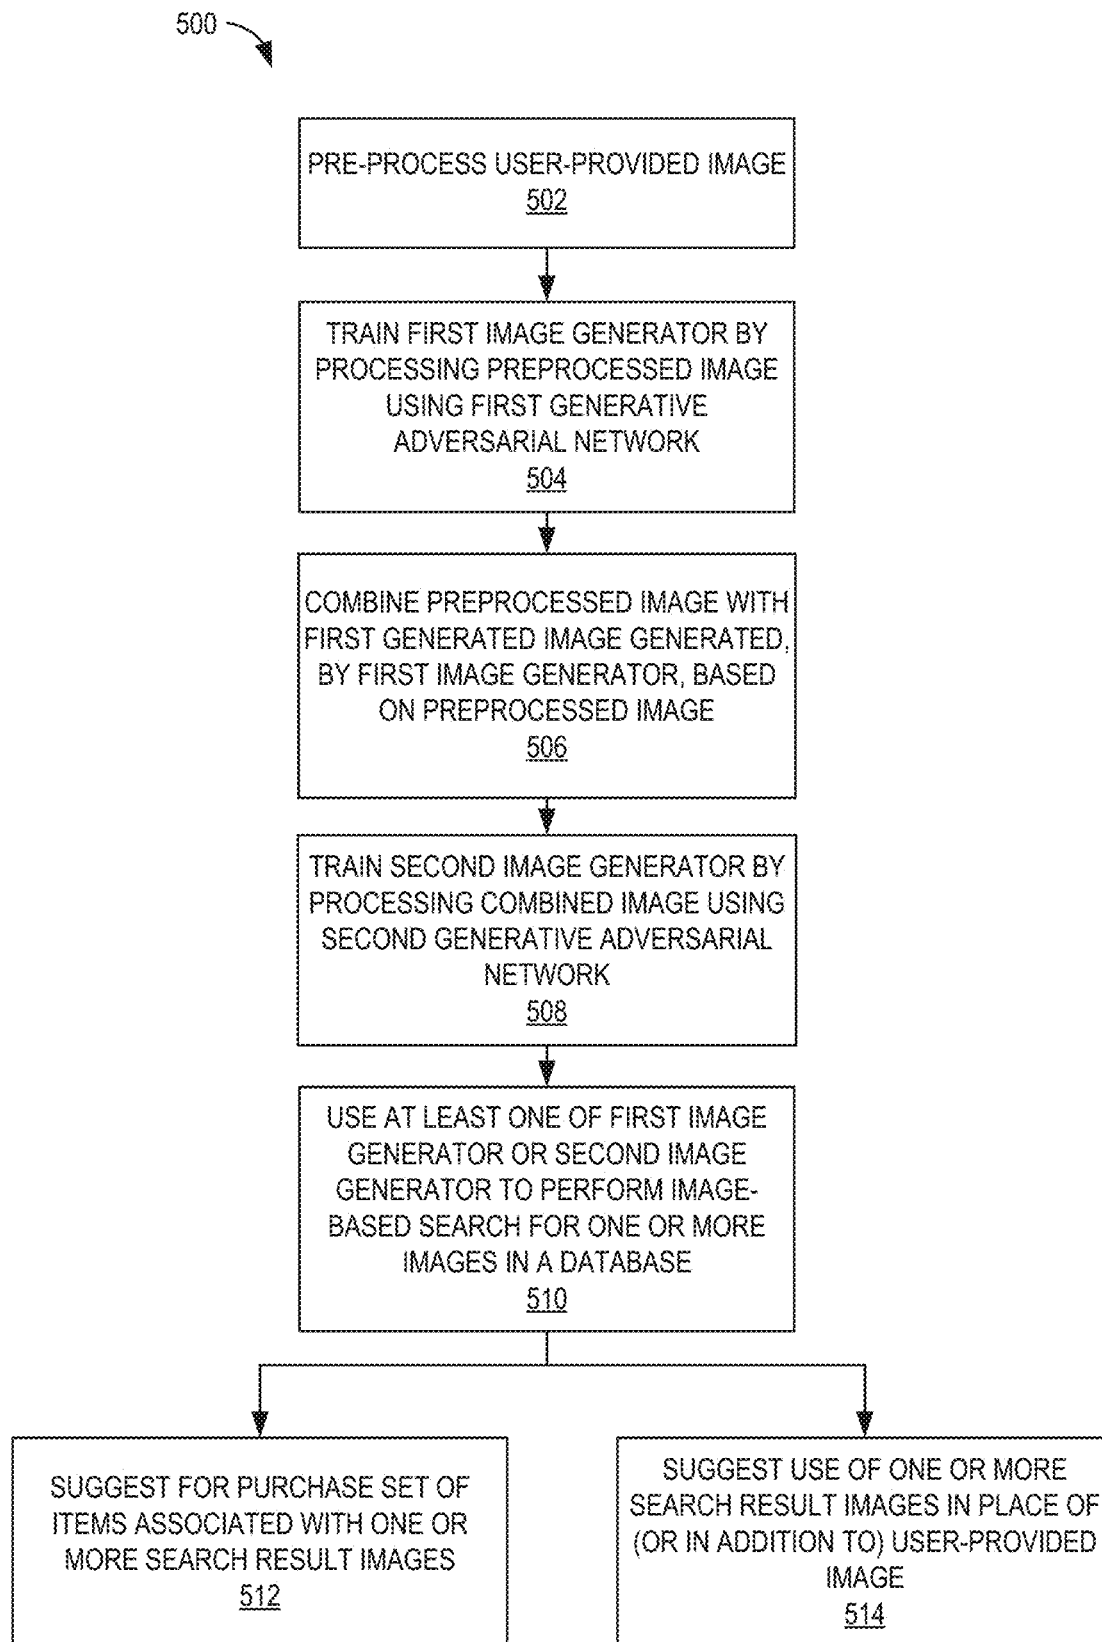 500
PRE-PROCESS USER-PROVIDED IMAGE
502
TRAIN FIRST IMAGE GENERATOR BY
PROCESSING PREPROCESSED IMAGE
USING FIRST GENERATIVE
ADVERSARIAL NETWORK
504
COMBINE PREPROCESSED IMAGE WITH
FIRST GENERATED IMAGE GENERATED,
BY FIRST IMAGE GENERATOR, BASED
ON PREPROCESSED IMAGE
506
TRAIN SECOND IMAGE GENERATOR BY
PROCESSING COMBINED IMAGE USING
SECOND GENERATIVE ADVERSARIAL
NETWORK
508
USE AT LEAST ONE OF FIRST IMAGE
GENERATOR OR SECOND IMAGE
GENERATOR TO PERFORM IMAGE-
BASED SEARCH FOR ONE OR MORE
IMAGES IN A DATABASE
510
SUGGEST FOR PURCHASE SET OF
ITEMS ASSOCIATED WITH ONE OR
MORE SEARCH RESULT IMAGES
512
SUGGEST USE OF ONE OR MORE
SEARCH RESULT IMAGES IN PLACE OF
(OR IN ADDITION TO) USER-PROVIDED
IMAGE
514